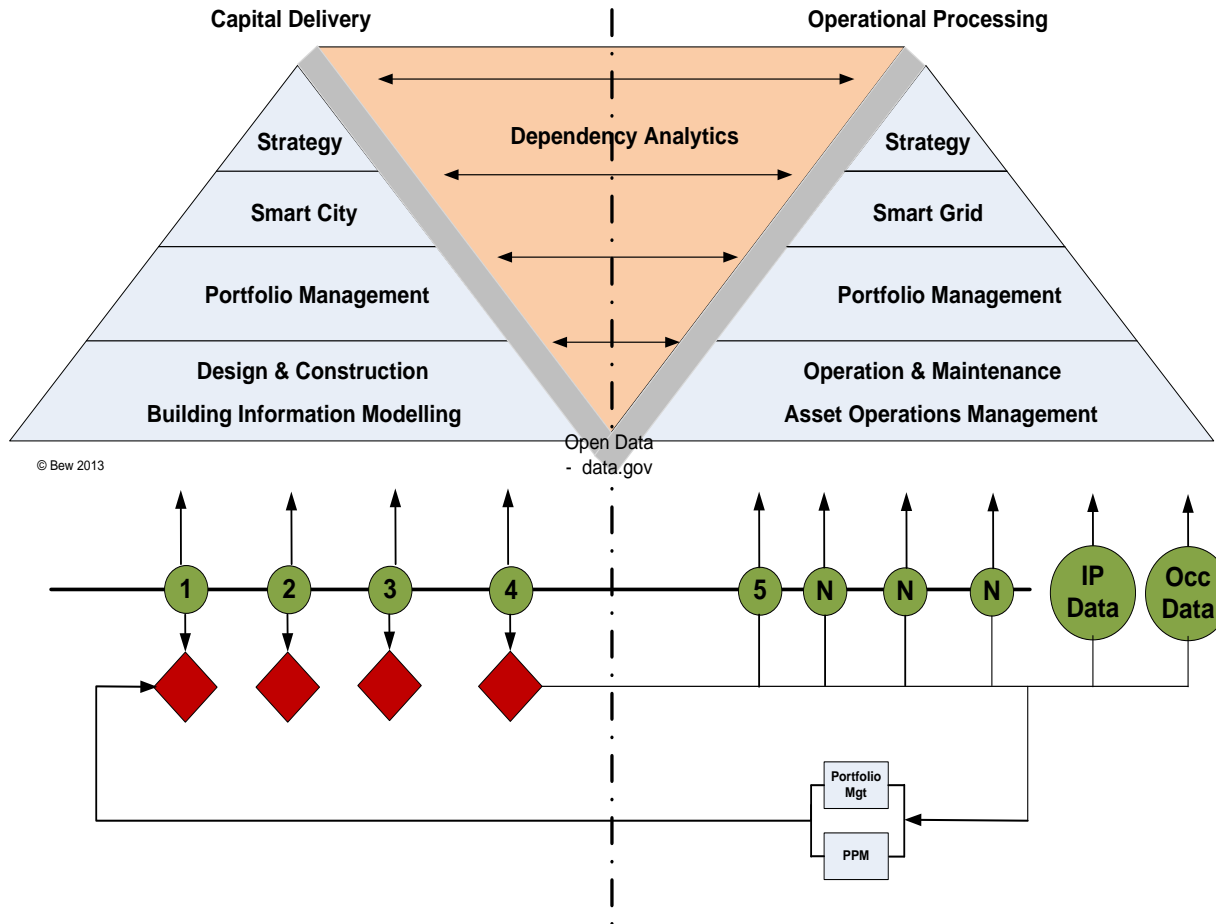 Capital Delivery
Operational Processing
Dependency Analytics
Strategy
Strategy
Smart City
Smart Grid
Portfolio Management
Portfolio Management
Design & Construction
Building Information Modelling
Operation & Maintenance
Asset Operations Management
Open Data
- data.gov
© Bew 2013
1
2
3
4
5
N
N
N
IP
Data
Occ
Data
Portfolio
Mgt
PPM